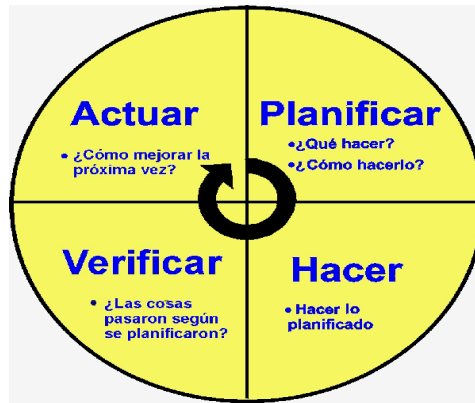 Actuar
• ¿Cómo mejorar la
próxima vez?
Planificar
• ¿Qué hacer?
• ¿Cómo hacerlo?
Verificar
• ¿Las cosas
pasaron según
se planificaron?
Hacer
• Hacer lo
planificado